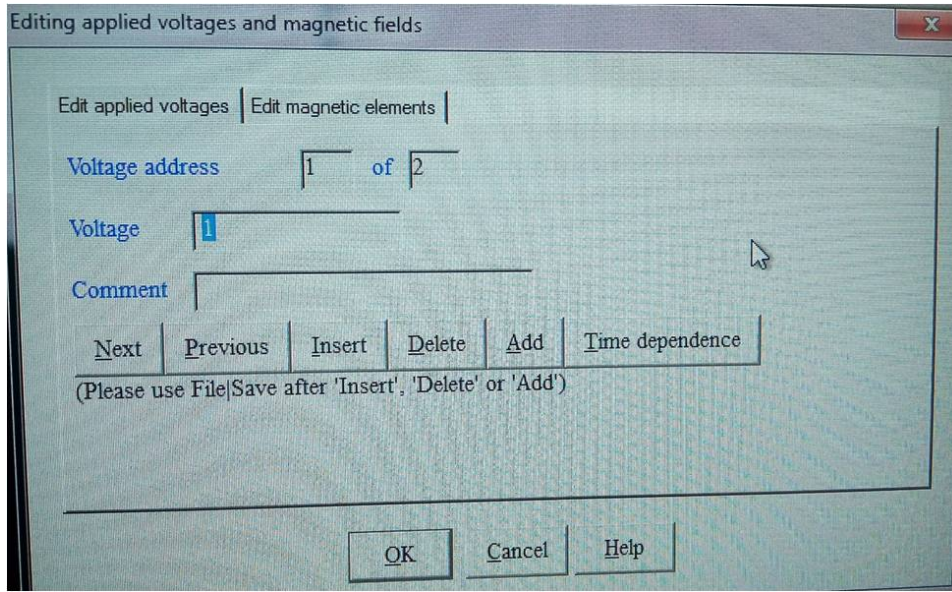 Editing applied voltages and magnetic fields
X
Edit applied voltages Edit magnetic elements
Voltage address 1 of 2
Voltage 1
Comment
Next Previous Insert Delete Add Time dependence
(Please use File|Save after 'Insert', 'Delete' or 'Add')
OK Cancel Help